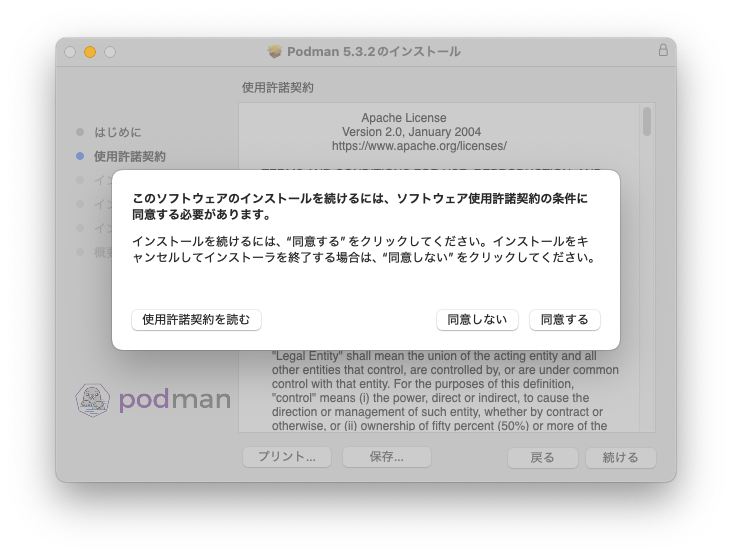 Podman 5.3.2のインストール
使用許諾契約
はじめに
使用許諾契約
Apache License
Version 2.0, January 2004
https://www.apache.org/licenses/
このソフトウェアのインストールを続けるには、ソフトウェア使用許諾契約の条件に
同意する必要があります。
インストールを続けるには、“同意する” をクリックしてください。インストールをキ
ャンセルしてインストーラを終了する場合は、“同意しない” をクリックしてください。
使用許諾契約を読む
同意しない
同意する
"Legal Entity" shall mean the union of the acting entity and all
other entities that control, are controlled by, or are under common
control with that entity. For the purposes of this definition,
"control" means (i) the power, direct or indirect, to cause the
direction or management of such entity, whether by contract or
otherwise, or (ii) ownership of fifty percent (50%) or more of the
podman
プリント...
保存...
戻る
続ける